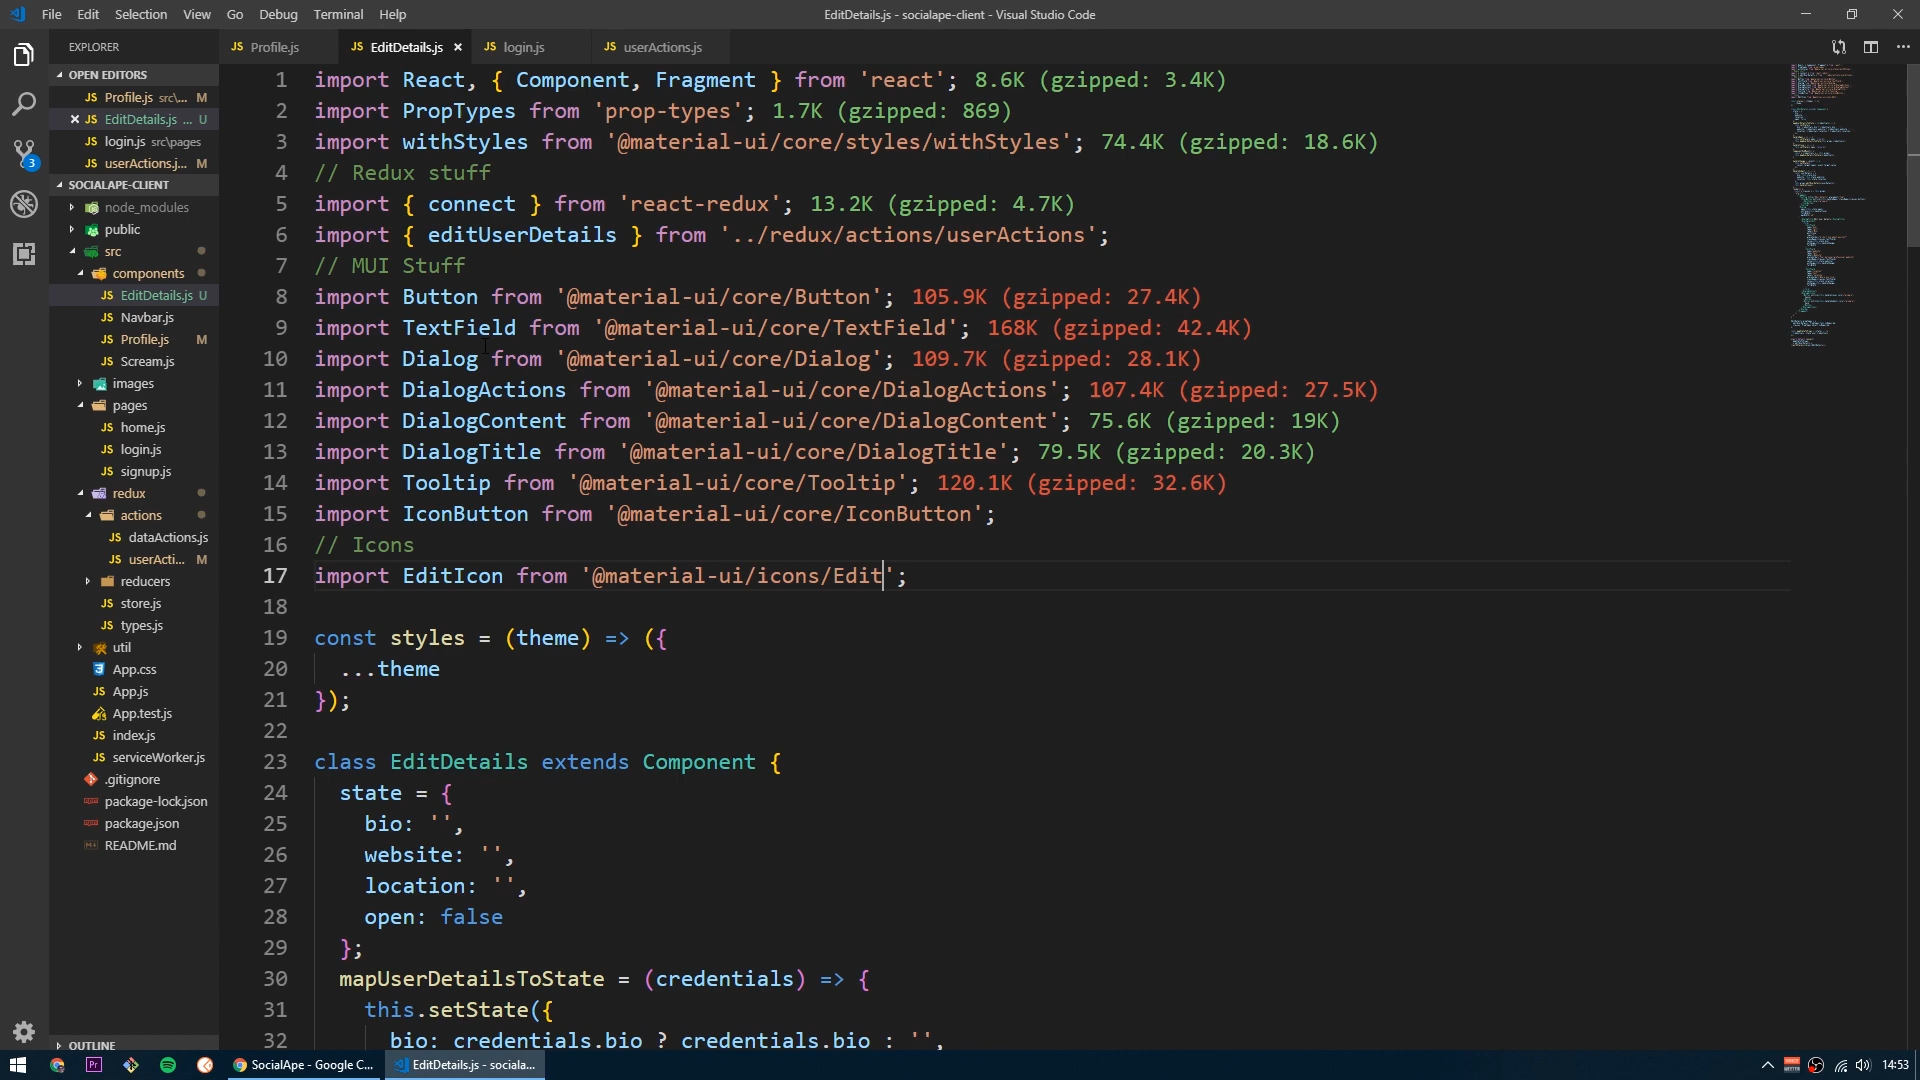 File Edit Selection View Go Debug Terminal Help
EditDetails.js - socialape-client - Visual Studio Code
EXPLORER
OPEN EDITORS
JS Profile.js src\... M
JS EditDetails.js ... U
JS login.js src\pages
JS userActions.j... M
SOCIALAPE-CLIENT
node_modules
public
src
components
JS EditDetails.js U
JS Navbar.js
JS Profile.js M
JS Scream.js
images
pages
JS home.js
JS login.js
JS signup.js
redux
actions
JS dataActions.js
JS userActi... M
reducers
JS store.js
JS types.js
util
App.css
JS App.js
App.test.js
JS index.js
JS serviceWorker.js
.gitignore
package-lock.json
package.json
README.md
OUTLINE
3
JS Profile.js
JS EditDetails.js
JS login.js
JS userActions.js
1 import React, { Component, Fragment } from 'react'; 8.6K (gzipped: 3.4K)
2 import PropTypes from 'prop-types'; 1.7K (gzipped: 869)
3 import withStyles from '@material-ui/core/styles/withStyles'; 74.4K (gzipped: 18.6K)
4 // Redux stuff
5 import { connect } from 'react-redux'; 13.2K (gzipped: 4.7K)
6 import { editUserDetails } from '../redux/actions/userActions';
7 // MUI Stuff
8 import Button from '@material-ui/core/Button'; 105.9K (gzipped: 27.4K)
9 import TextField from '@material-ui/core/TextField'; 168K (gzipped: 42.4K)
10 import Dialog from '@material-ui/core/Dialog'; 109.7K (gzipped: 28.1K)
11 import DialogActions from '@material-ui/core/DialogActions'; 107.4K (gzipped: 27.5K)
12 import DialogContent from '@material-ui/core/DialogContent'; 75.6K (gzipped: 19K)
13 import DialogTitle from '@material-ui/core/DialogTitle'; 79.5K (gzipped: 20.3K)
14 import Tooltip from '@material-ui/core/Tooltip'; 120.1K (gzipped: 32.6K)
15 import IconButton from '@material-ui/core/IconButton';
16 // Icons
17 import EditIcon from '@material-ui/icons/Edit';
18
19 const styles = (theme) => ({
20 ...theme
21 });
22
23 class EditDetails extends Component {
24 state = {
25 bio: '',
26 website: '',
27 location: '',
28 open: false
29 };
30 mapUserDetailsToState = (credentials) => {
31 this.setState({
32 bio: credentials.bio ? credentials.bio : '',
Pr
SocialApe - Google C...
EditDetails.js - sociala...
14:53